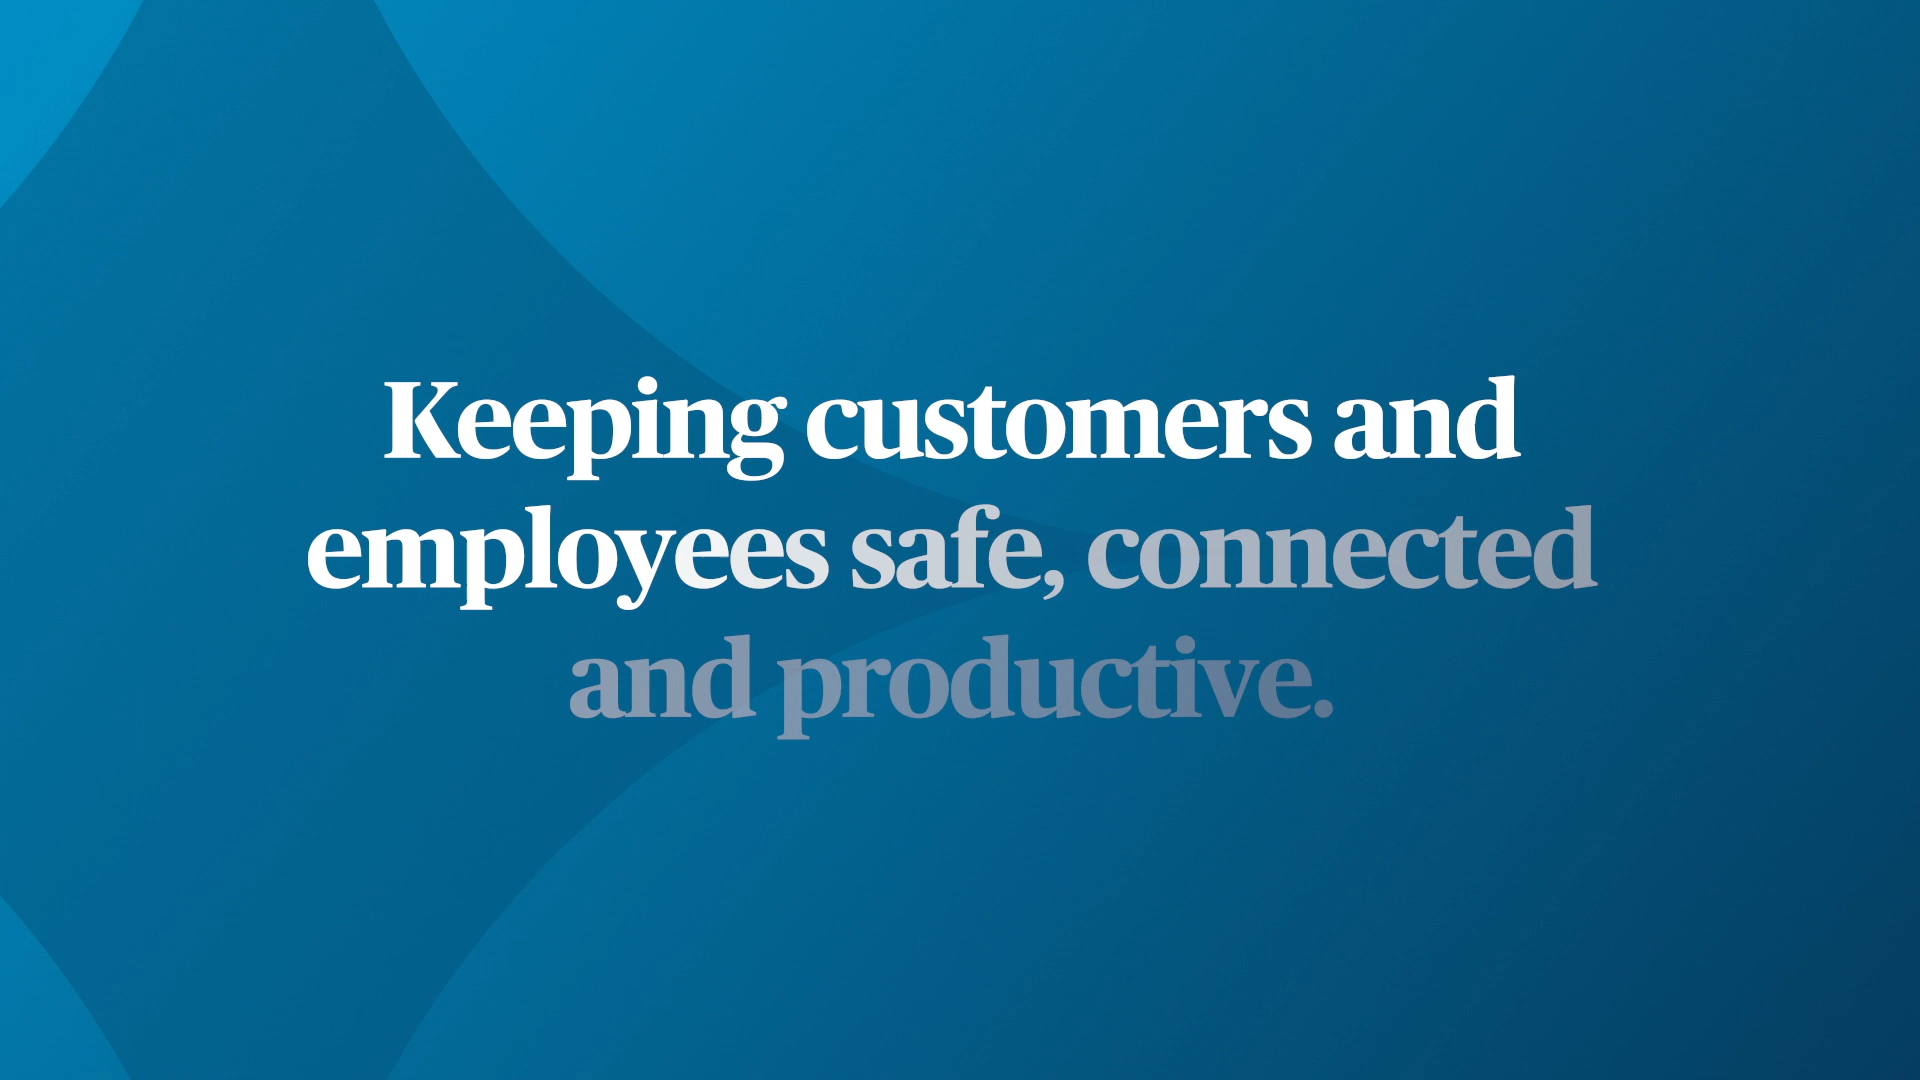 Keeping customers and
employees safe, connected
and productive.